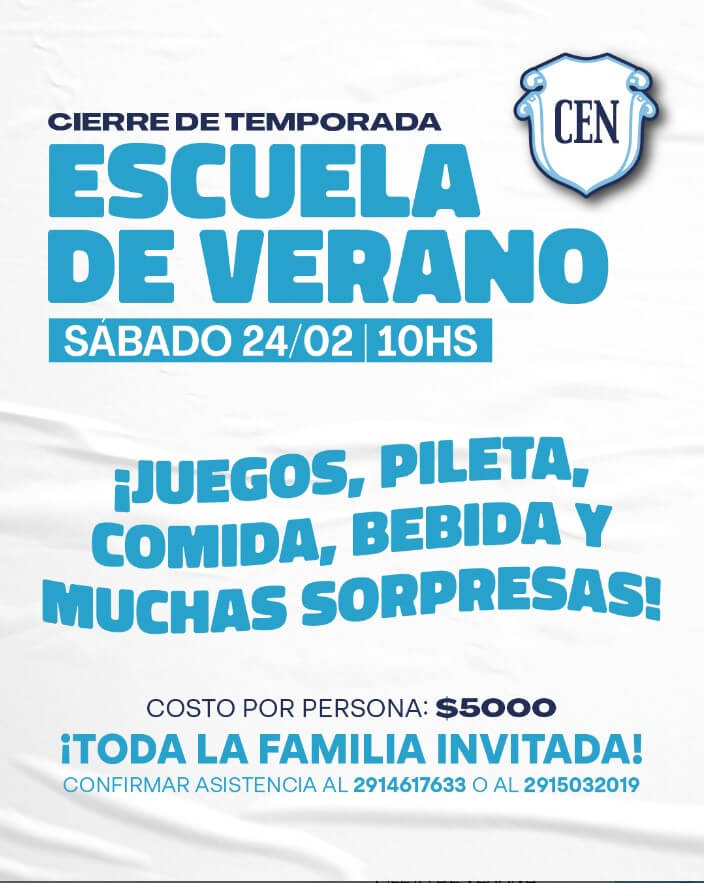 CIERRE DE TEMPORADA
CEN
ESCUELA
DE VERANO
SÁBADO 24/02 | 10HS
¡JUEGOS, PILETA,
COMIDA, BEBIDA Y
MUCHAS SORPRESAS!
COSTO POR PERSONA: $5000
¡TODA LA FAMILIA INVITADA!
CONFIRMAR ASISTENCIA AL 2914617633 O AL 2915032019